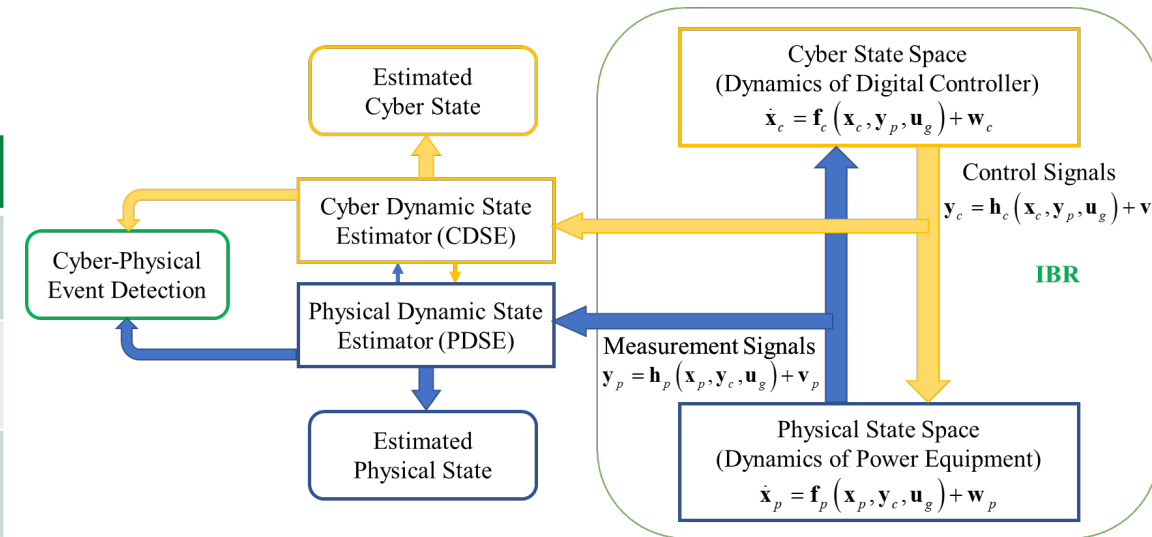 Estimated
Cyber State
Cyber Dynamic State
Estimator (CDSE)
Cyber-Physical
Event Detection
Physical Dynamic State
Estimator (PDSE)
Estimated
Physical State
Cyber State Space
(Dynamics of Digital Controller)
ẋ_c = f_c(x_c, y_p, u_g) + w_c
Control Signals
y_c = h_c(x_c, y_p, u_g) + v
IBR
Measurement Signals
y_p = h_p(x_p, y_c, u_g) + v_p
Physical State Space
(Dynamics of Power Equipment)
ẋ_p = f_p(x_p, y_c, u_g) + w_p